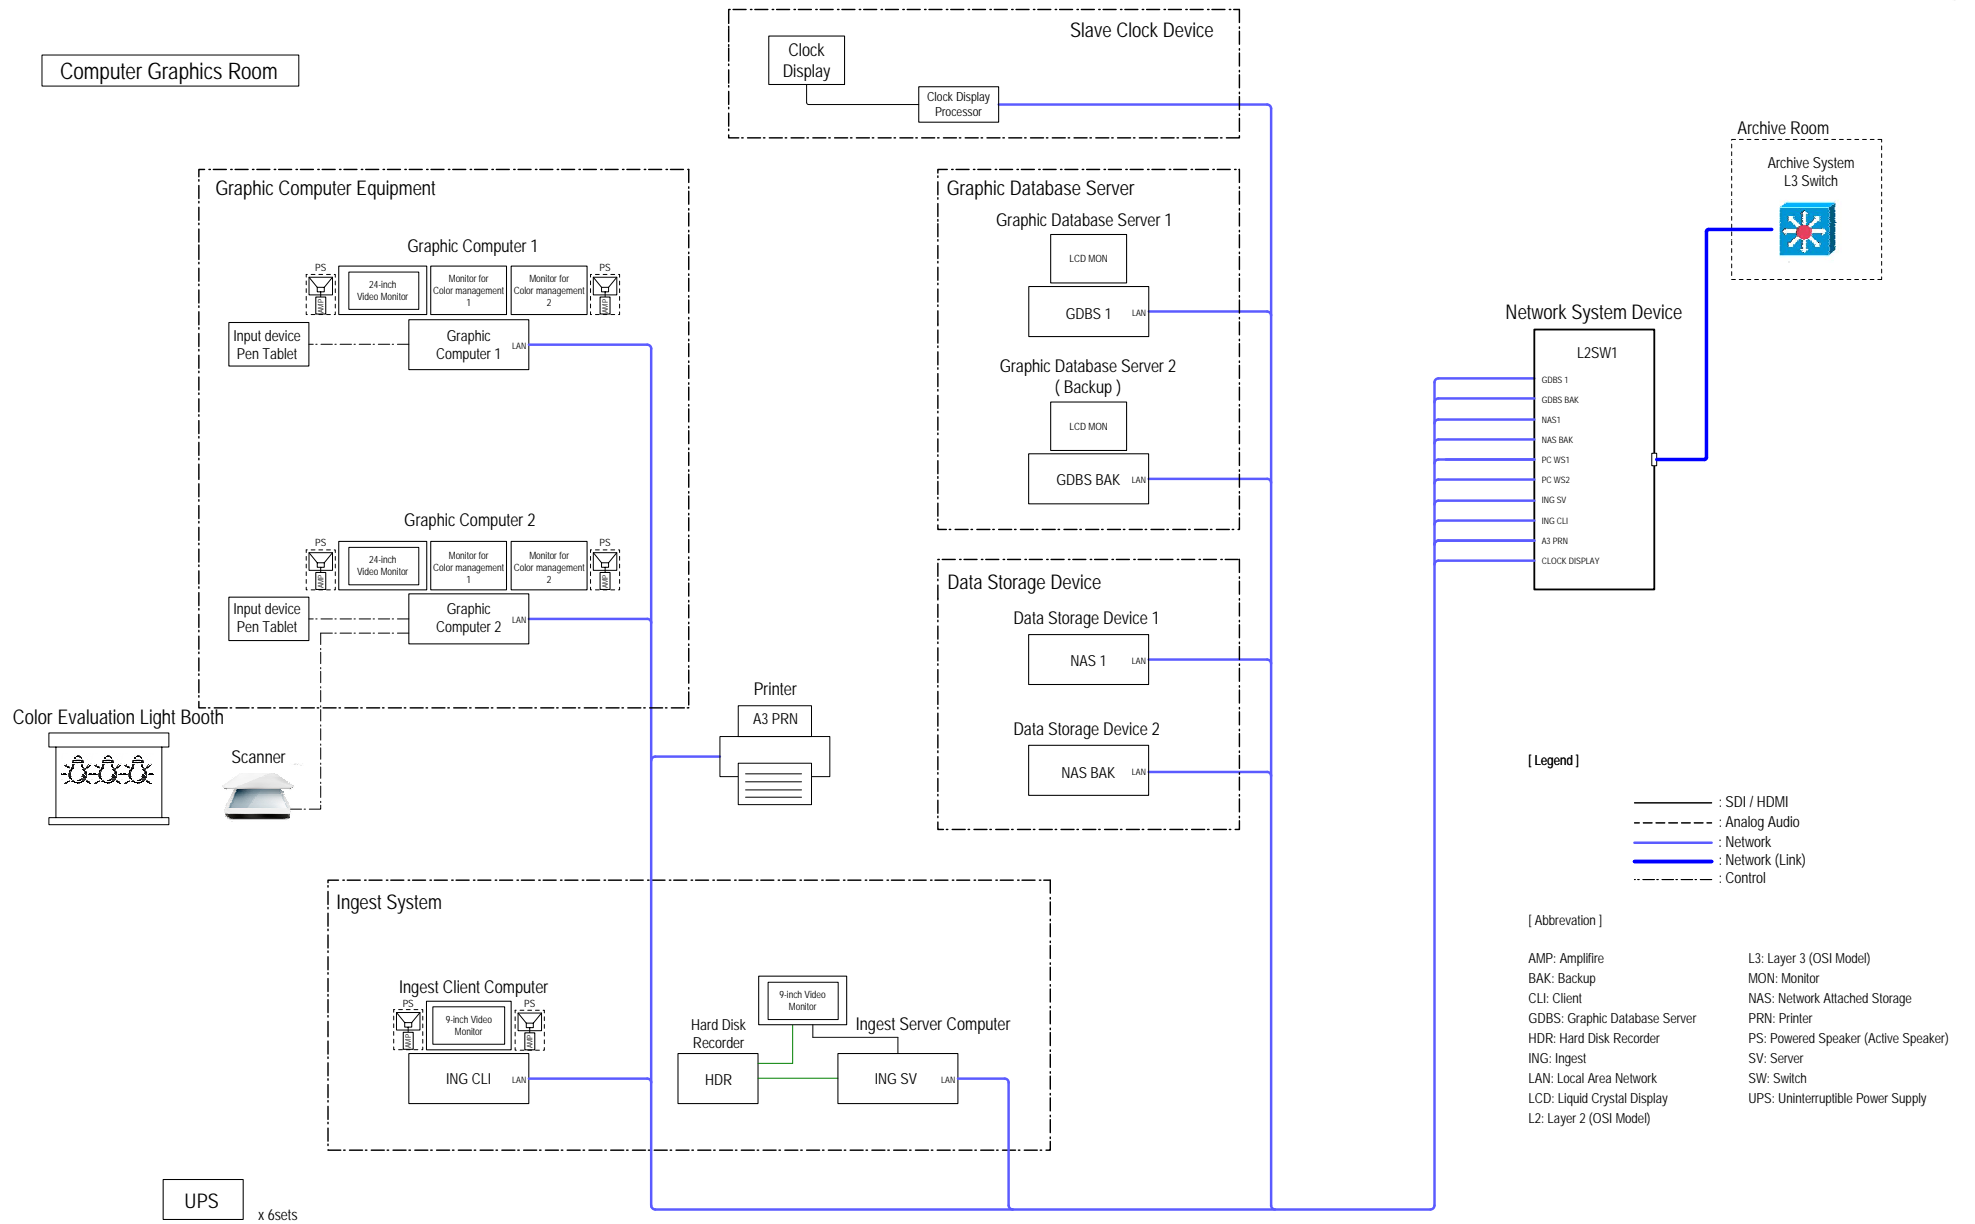 Computer Graphics Room
Slave Clock Device
Clock
Display
Clock Display
Processor
Archive Room
Archive System
L3 Switch
Graphic Computer Equipment
Graphic Computer 1
PS
AMP
24-inch
Video Monitor
Monitor for
Color management
1
Monitor for
Color management
2
PS
AMP
Input device
Pen Tablet
Graphic
Computer 1
LAN
Graphic Computer 2
PS
AMP
24-inch
Video Monitor
Monitor for
Color management
1
Monitor for
Color management
2
PS
AMP
Input device
Pen Tablet
Graphic
Computer 2
LAN
Graphic Database Server
Graphic Database Server 1
LCD MON
GDBS 1
LAN
Graphic Database Server 2
( Backup )
LCD MON
GDBS BAK
LAN
Data Storage Device
Data Storage Device 1
NAS 1
LAN
Data Storage Device 2
NAS BAK
LAN
Network System Device
L2SW1
GDBS 1
GDBS BAK
NAS1
NAS BAK
PC WS1
PC WS2
ING SV
ING CLI
A3 PRN
CLOCK DISPLAY
Color Evaluation Light Booth
Scanner
Printer
A3 PRN
Ingest System
Ingest Client Computer
PS
AMP
9-inch Video
Monitor
PS
AMP
ING CLI
LAN
9-inch Video
Monitor
Hard Disk
Recorder
HDR
Ingest Server Computer
ING SV
LAN
UPS
x 6sets
[ Legend ]
: SDI / HDMI
: Analog Audio
: Network
: Network (Link)
: Control
[ Abbrevation ]
AMP: Amplifire
BAK: Backup
CLI: Client
GDBS: Graphic Database Server
HDR: Hard Disk Recorder
ING: Ingest
LAN: Local Area Network
LCD: Liquid Crystal Display
L2: Layer 2 (OSI Model)
L3: Layer 3 (OSI Model)
MON: Monitor
NAS: Network Attached Storage
PRN: Printer
PS: Powered Speaker (Active Speaker)
SV: Server
SW: Switch
UPS: Uninterruptible Power Supply